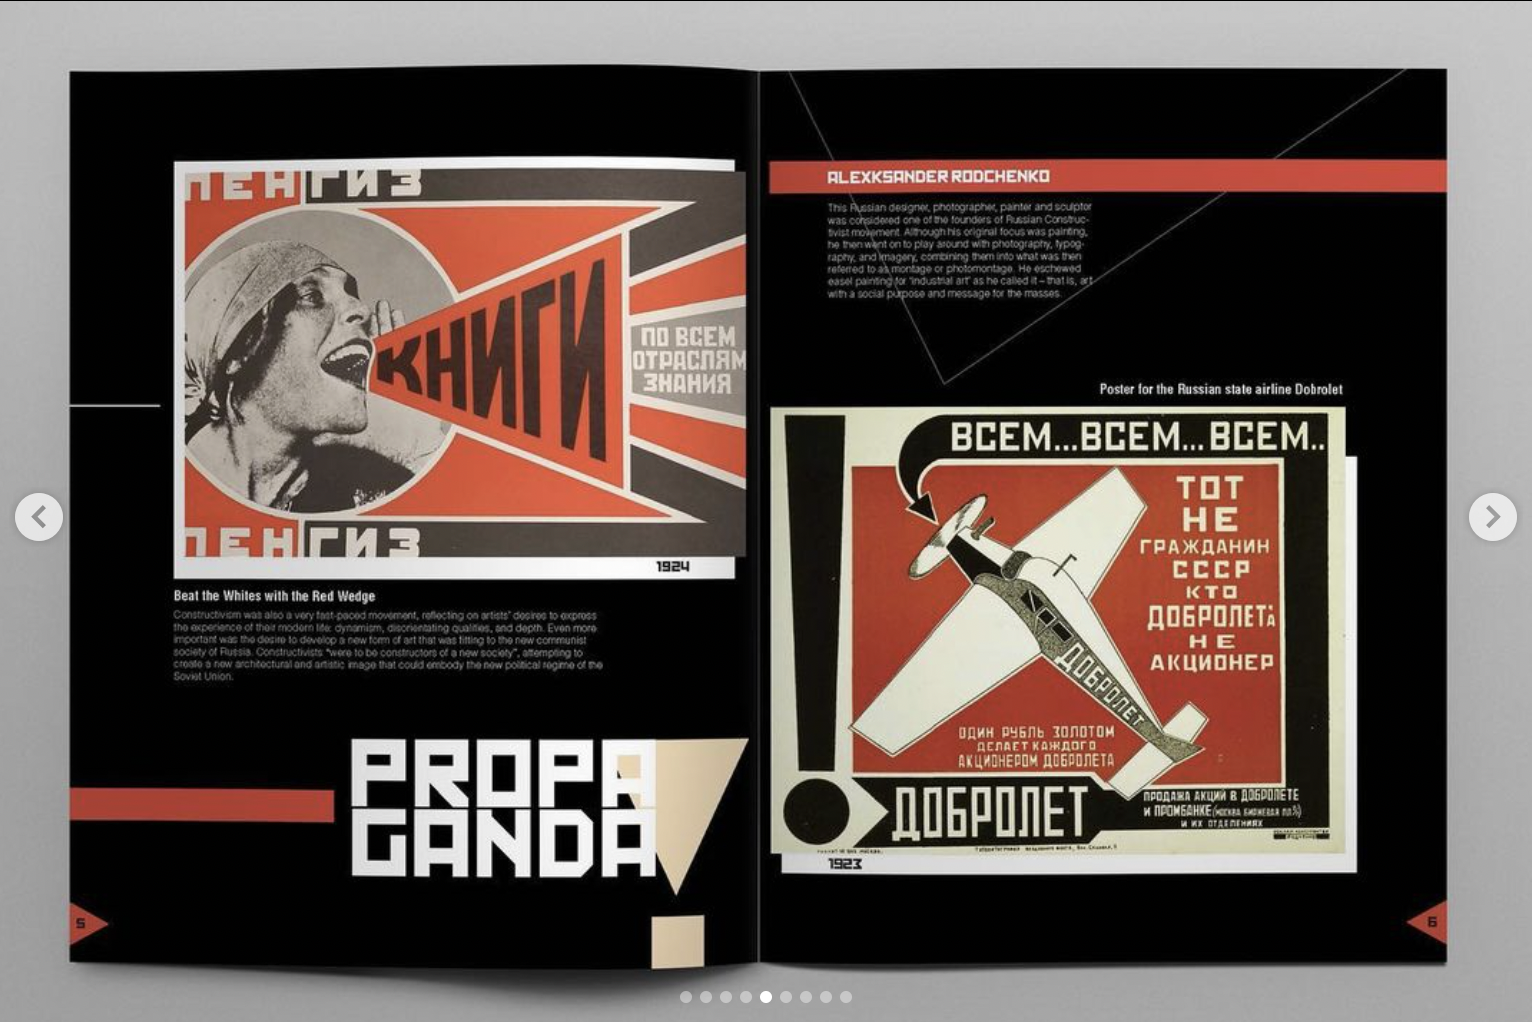 ЛЕНГИЗ
КНИГИ
ПО ВСЕМ
ОТРАСЛЯМ
ЗНАНИЯ
ЛЕНГИЗ
1924
Beat the Whites with the Red Wedge
Constructivism was also a very fast-paced movement, reflecting on artists' desires to express
the experience of their modern life: dynamism, disorientating qualities, and depth. Even more
important was the desire to develop a new form of art that was fitting to the new communist
society of Russia. Constructivists "were to be constructors of a new society", attempting to
create a new architectural and artistic image that could embody the new political regime of the
Soviet Union.
PROPA
GANDA
5
ALEXKSANDER RODCHENKO
This Russian designer, photographer, painter and sculptor
was considered one of the founders of Russian Construc-
tivist movement. Although his original focus was painting,
he then went on to play around with photography, typog-
raphy, and imagery, combining them into what was then
referred to as montage or photomontage. He eschewed
easel painting for 'industrial art' as he called it – that is, art
with a social purpose and message for the masses.
Poster for the Russian state airline Dobrolet
ВСЕМ...ВСЕМ...ВСЕМ..
ТОТ
НЕ
ГРАЖДАНИН
СССР
КТО
ДОБРОЛЕТА
НЕ
АКЦИОНЕР
ДОБРОЛЕТ
ОДИН РУБЛЬ ЗОЛОТОМ
ДЕЛАЕТ КАЖДОГО
АКЦИОНЕРОМ ДОБРОЛЕТА
ДОБРОЛЕТ
ПРОДАЖА АКЦИЙ В ДОБРОЛЕТЕ
И ПРОМБАНКЕ (МОСКВА БИРЖЕВАЯ ПЛ.
И ИХ ОТДЕЛЕНИЯХ
1923
6